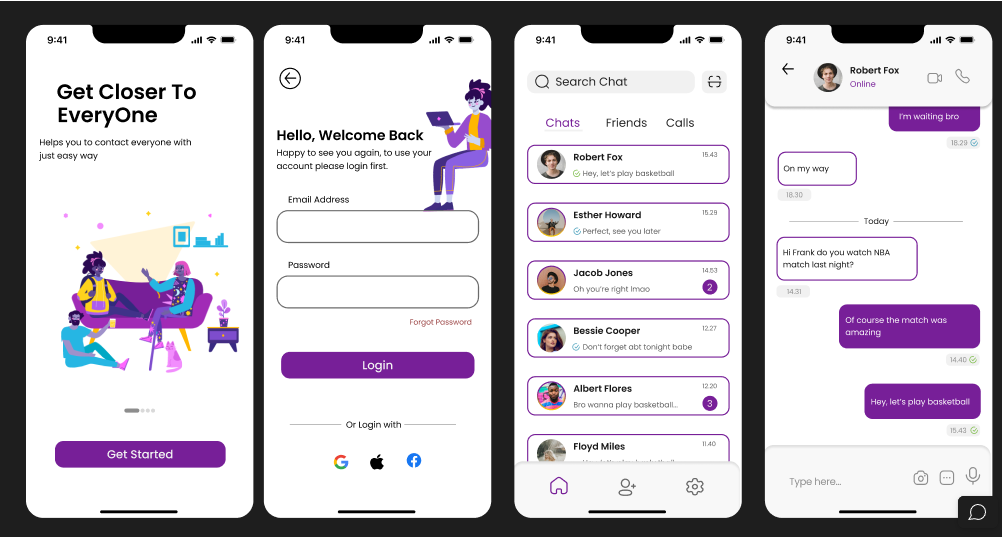 9:41
Get Closer To
EveryOne
Helps you to contact everyone with
just easy way
Get Started
9:41
Hello, Welcome Back
Happy to see you again, to use your
account please login first.
Email Address
Password
Forgot Password
Login
Or Login with
9:41
Search Chat
Chats Friends Calls
Robert Fox 15.43
Hey, let's play basketball
Esther Howard 15.29
Perfect, see you later
Jacob Jones 14.53
Oh you're right lmao 2
Bessie Cooper 12.27
Don't forget abt tonight babe
Albert Flores 12.20
Bro wanna play basketball... 3
Floyd Miles 11.40
9:41
Robert Fox
Online
I'm waiting bro
18.29
On my way
18.30
Today
Hi Frank do you watch NBA
match last night?
14.31
Of course the match was
amazing
14.40
Hey, let's play basketball
15.43
Type here...